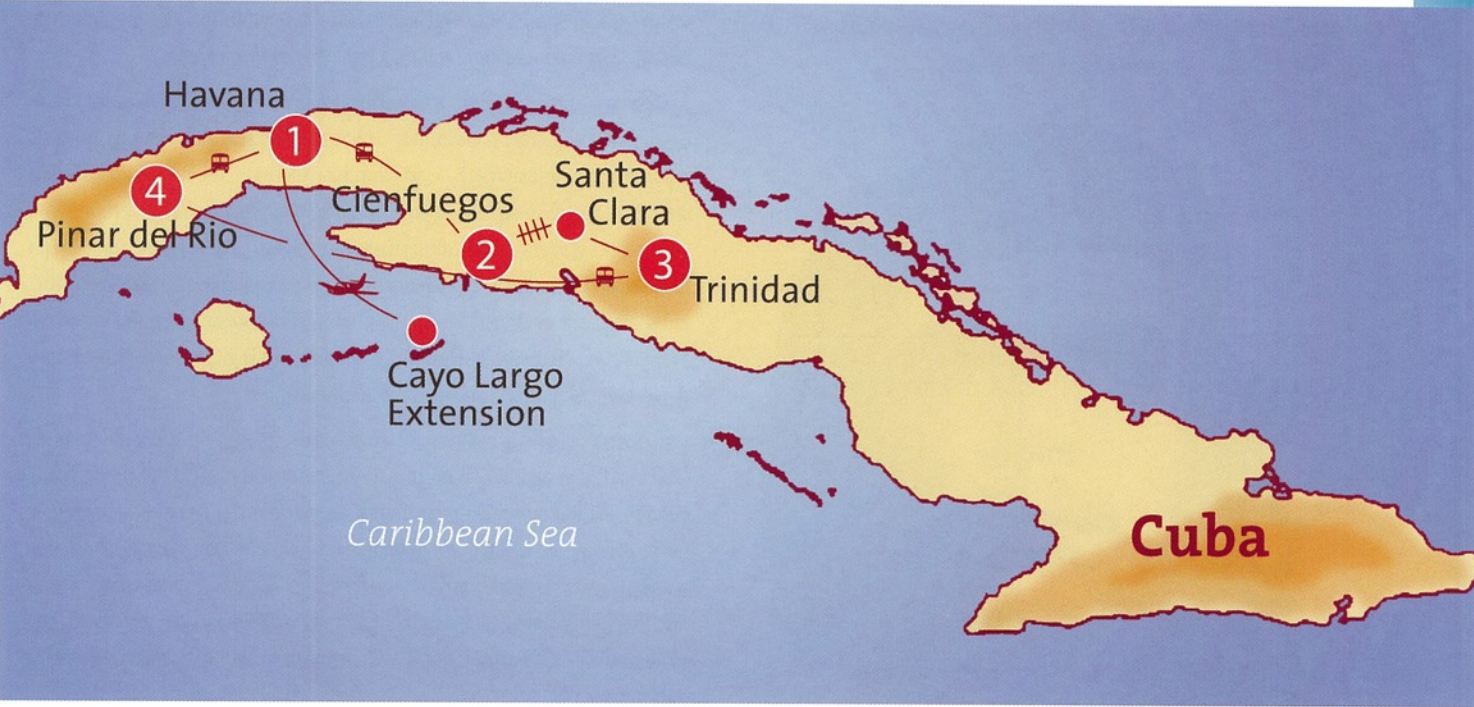 Havana
1
Santa
Clara
4
Cienfuegos
Pinar del Rio
2
3
Trinidad
Cayo Largo
Extension
Caribbean Sea
Cuba